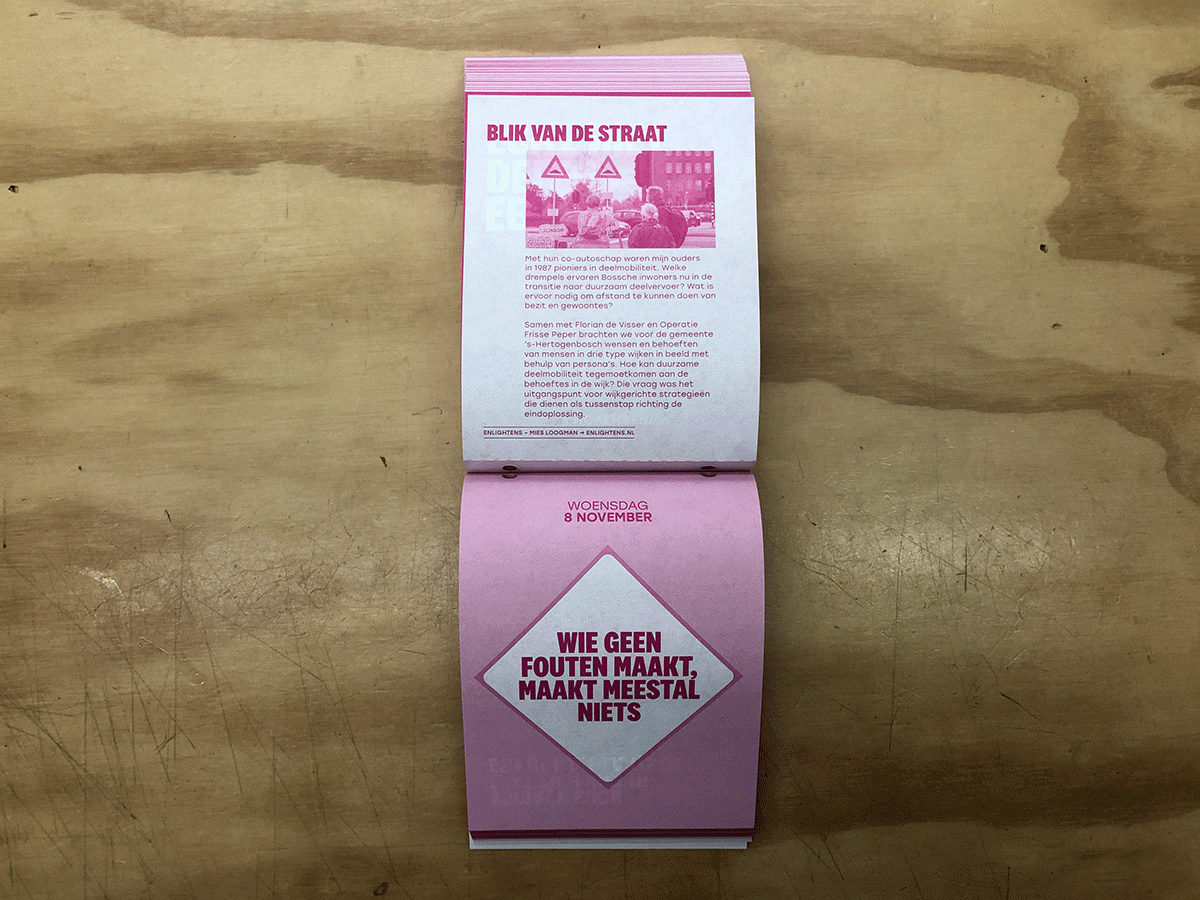 BLIK VAN DE STRAAT
Met hun co-autoschap waren mijn ouders
in 1987 pioniers in deelmobiliteit. Welke
drempels ervaren Bossche inwoners nu in de
transitie naar duurzaam deelvervoer? Wat is
ervoor nodig om afstand te kunnen doen van
bezit en gewoontes?
Samen met Florian de Visser en Operatie
Frisse Peper brachten we voor de gemeente
's-Hertogenbosch wensen en behoeften
van mensen in drie type wijken in beeld met
behulp van persona's. Hoe kan duurzame
deelmobiliteit tegemoetkomen aan de
behoeftes in de wijk? Die vraag was het
uitgangspunt voor wijkgerichte strategieën
die dienen als tussenstap richting de
eindoplossing.
ENLIGHTENS – MIES LOOGMAN → ENLIGHTENS.NL
WOENSDAG
8 NOVEMBER
WIE GEEN
FOUTEN MAAKT,
MAAKT MEESTAL
NIETS